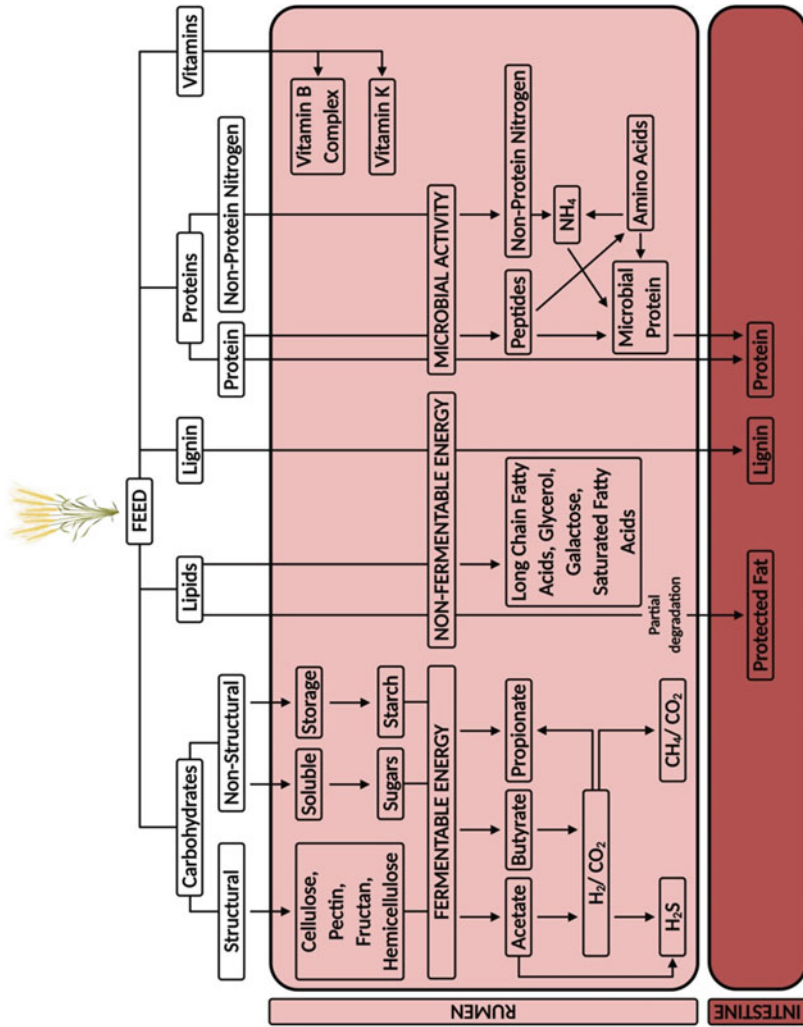 FEED
Carbohydrates
Lipids
Lignin
Proteins
Vitamins
Structural
Non-Structural
Protein
Non-Protein Nitrogen
RUMEN
Cellulose,
Pectin,
Fructan,
Hemicellulose
Soluble
Storage
Sugars
Starch
Vitamin B
Complex
Vitamin K
FERMENTABLE ENERGY
NON-FERMENTABLE ENERGY
MICROBIAL ACTIVITY
Acetate
Butyrate
Propionate
Long Chain Fatty
Acids, Glycerol,
Galactose,
Saturated Fatty
Acids
Peptides
Non-Protein Nitrogen
H₂/ CO₂
NH₄
Microbial
Protein
Amino Acids
H₂S
CH₄/ CO₂
Partial
degradation
INTESTINE
Protected Fat
Lignin
Protein